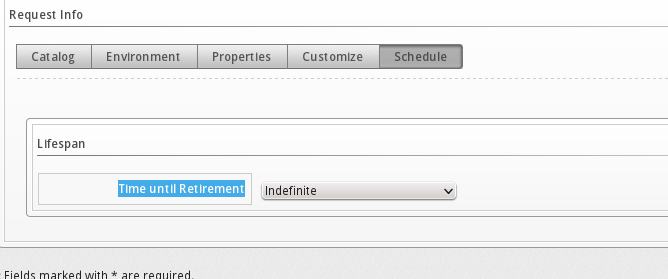 Request Info
Catalog Environment Properties Customize Schedule
Lifespan
Time until Retirement Indefinite
Fields marked with * are required.